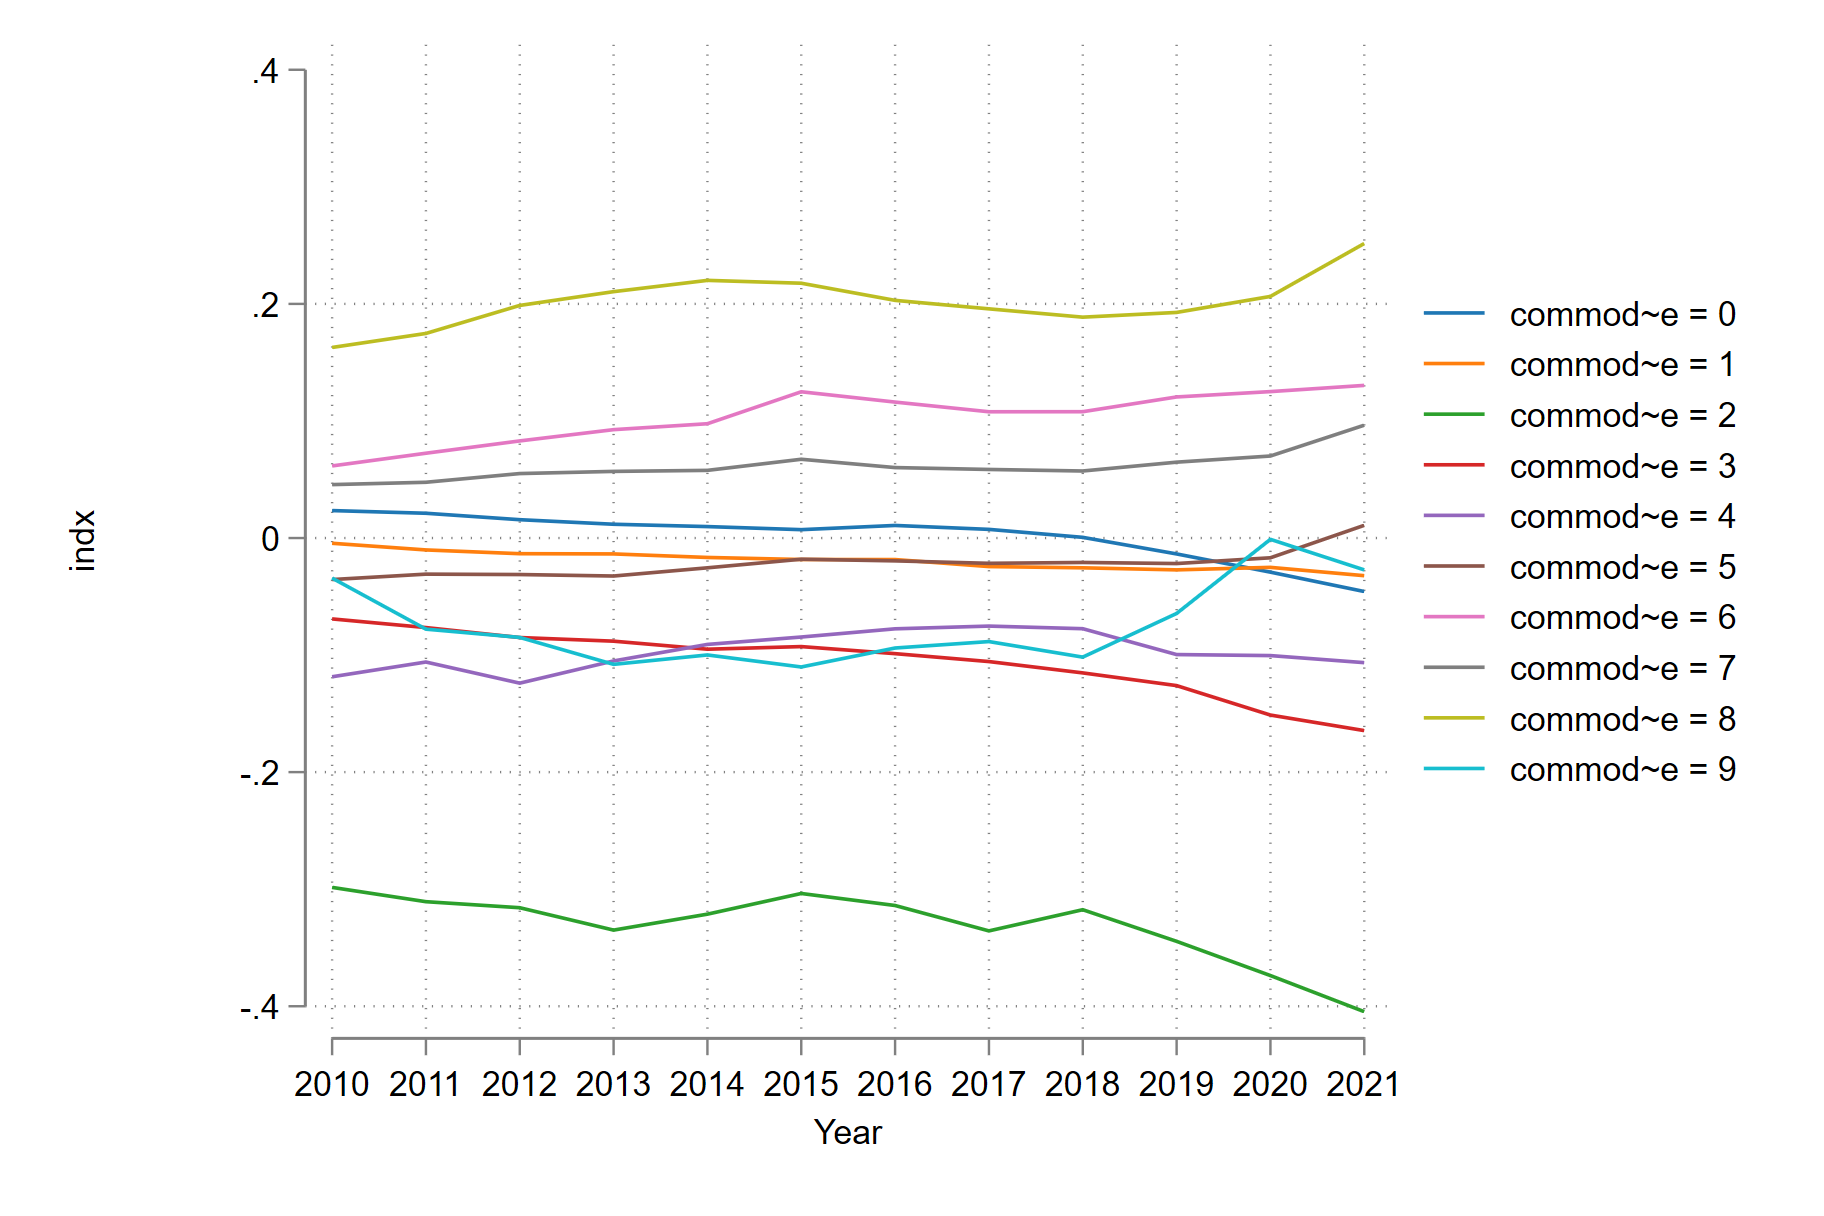 .4
.2
0
-.2
-.4
indx
2010 2011 2012 2013 2014 2015 2016 2017 2018 2019 2020 2021
Year
commod~e = 0
commod~e = 1
commod~e = 2
commod~e = 3
commod~e = 4
commod~e = 5
commod~e = 6
commod~e = 7
commod~e = 8
commod~e = 9